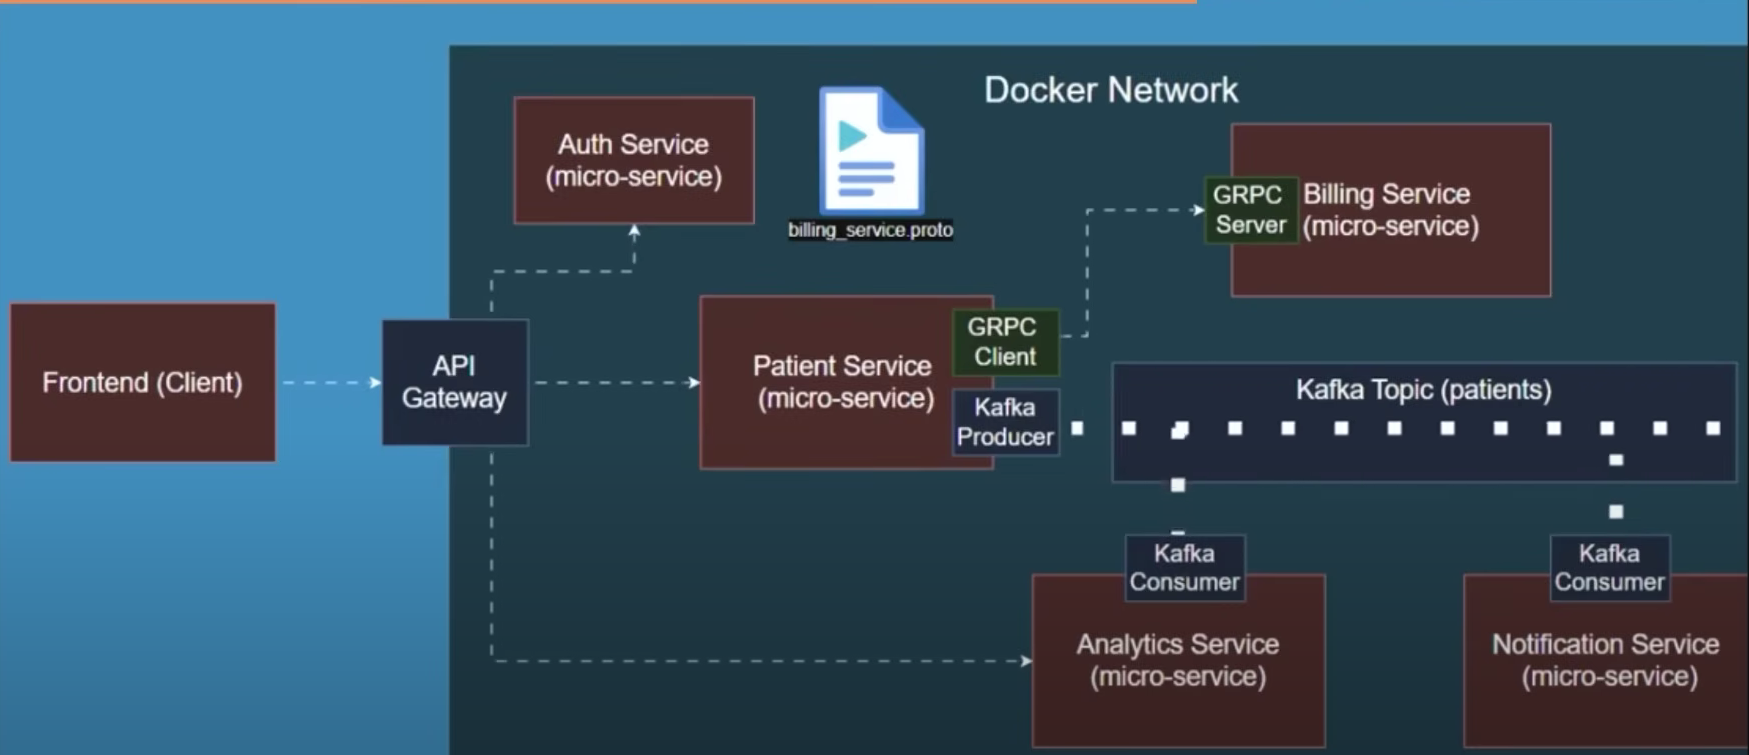 Docker Network
Auth Service
(micro-service)
billing_service.proto
GRPC
Server
Billing Service
(micro-service)
Frontend (Client)
API
Gateway
Patient Service
(micro-service)
GRPC
Client
Kafka
Producer
Kafka Topic (patients)
Kafka
Consumer
Analytics Service
(micro-service)
Kafka
Consumer
Notification Service
(micro-service)